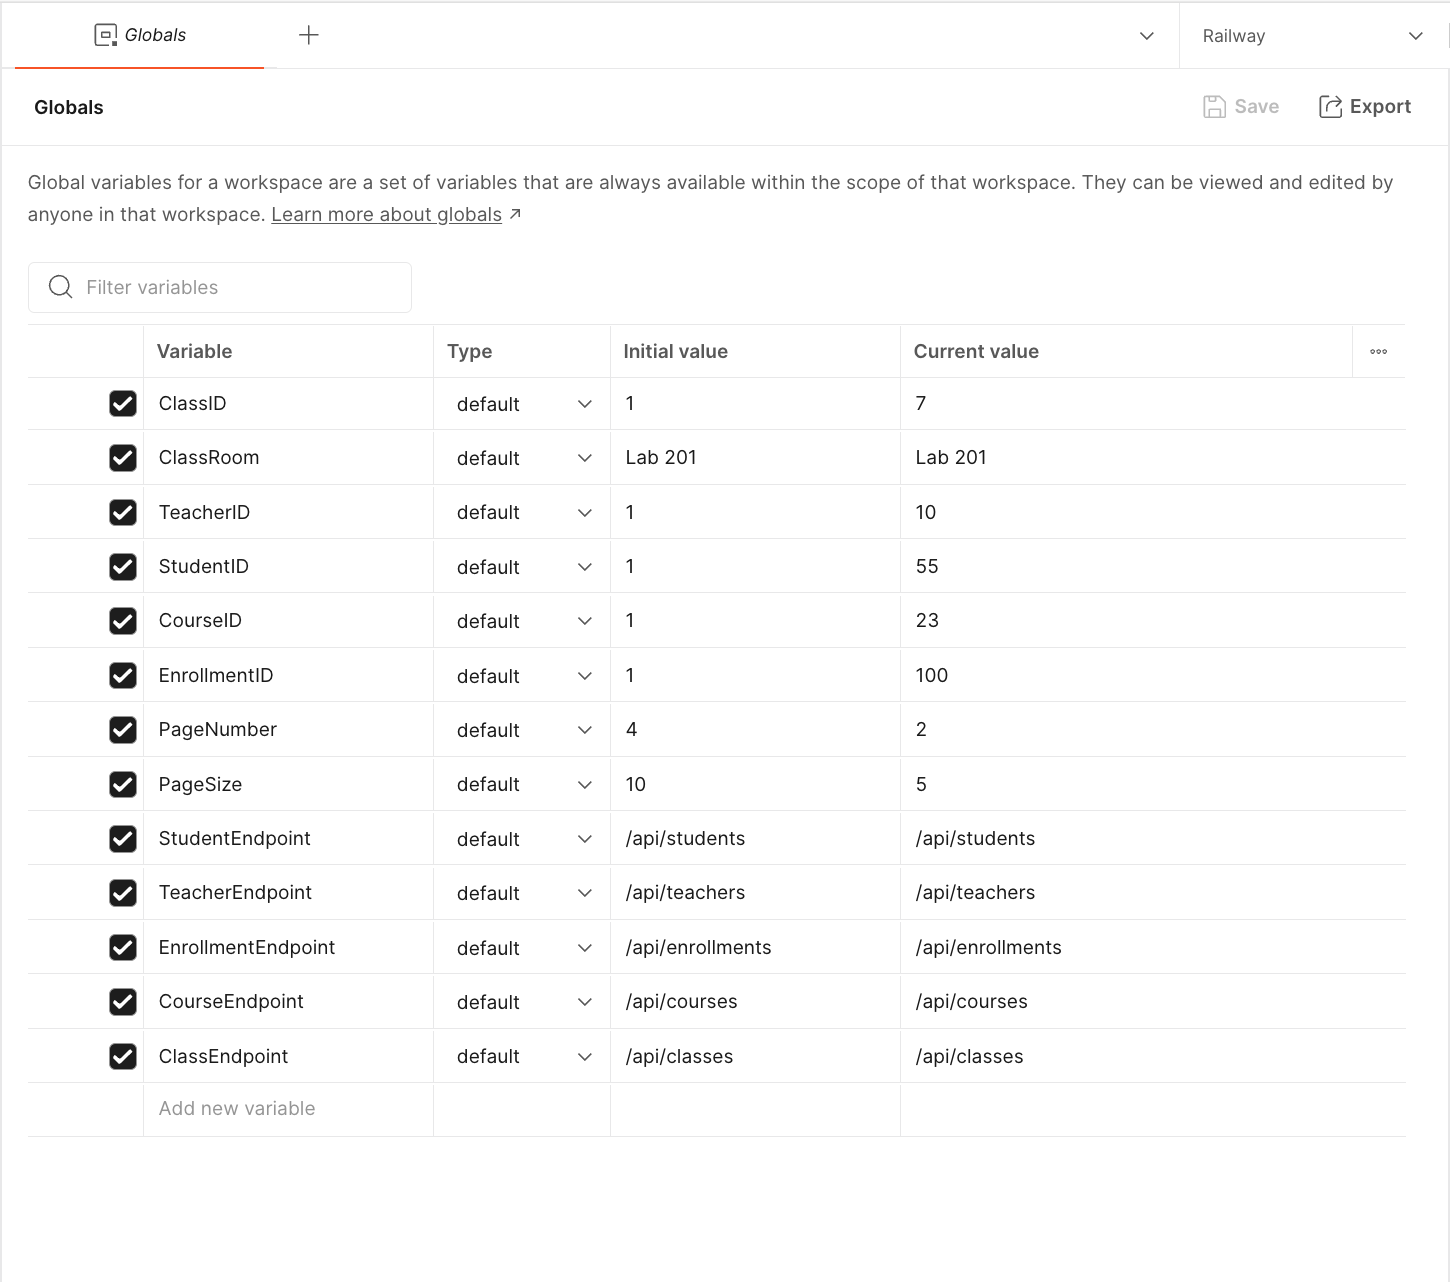 Globals
Railway
Globals
Save Export
Global variables for a workspace are a set of variables that are always available within the scope of that workspace. They can be viewed and edited by
anyone in that workspace. Learn more about globals ↗
Filter variables
Variable Type Initial value Current value
ClassID default 1 7
ClassRoom default Lab 201 Lab 201
TeacherID default 1 10
StudentID default 1 55
CourseID default 1 23
EnrollmentID default 1 100
PageNumber default 4 2
PageSize default 10 5
StudentEndpoint default /api/students /api/students
TeacherEndpoint default /api/teachers /api/teachers
EnrollmentEndpoint default /api/enrollments /api/enrollments
CourseEndpoint default /api/courses /api/courses
ClassEndpoint default /api/classes /api/classes
Add new variable